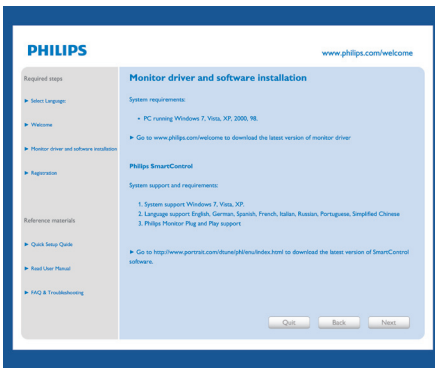 PHILIPS
www.philips.com/welcome
Required steps
► Select Language:
► Welcome
► Monitor driver and software installation
► Registration
Reference materials
► Quick Setup Quide
► Read User Manual
► FAQ & Troubleshooting
Monitor driver and software installation
System requirements:
• PC running Windows 7, Vista, XP, 2000, 98.
► Go to www.philips.com/welcome to download the latest version of monitor driver
Philips SmartControl
System support and requirements:
1. System support Windows 7, Vista, XP.
2. Language support English, German, Spanish, French, Italian, Russian, Portuguese, Simplified Chinese
3. Philips Monitor Plug and Play support
► Go to http://www.portrait.com/dtune/phl/enu/index.html to download the latest version of SmartControl
software.
Quit
Back
Next